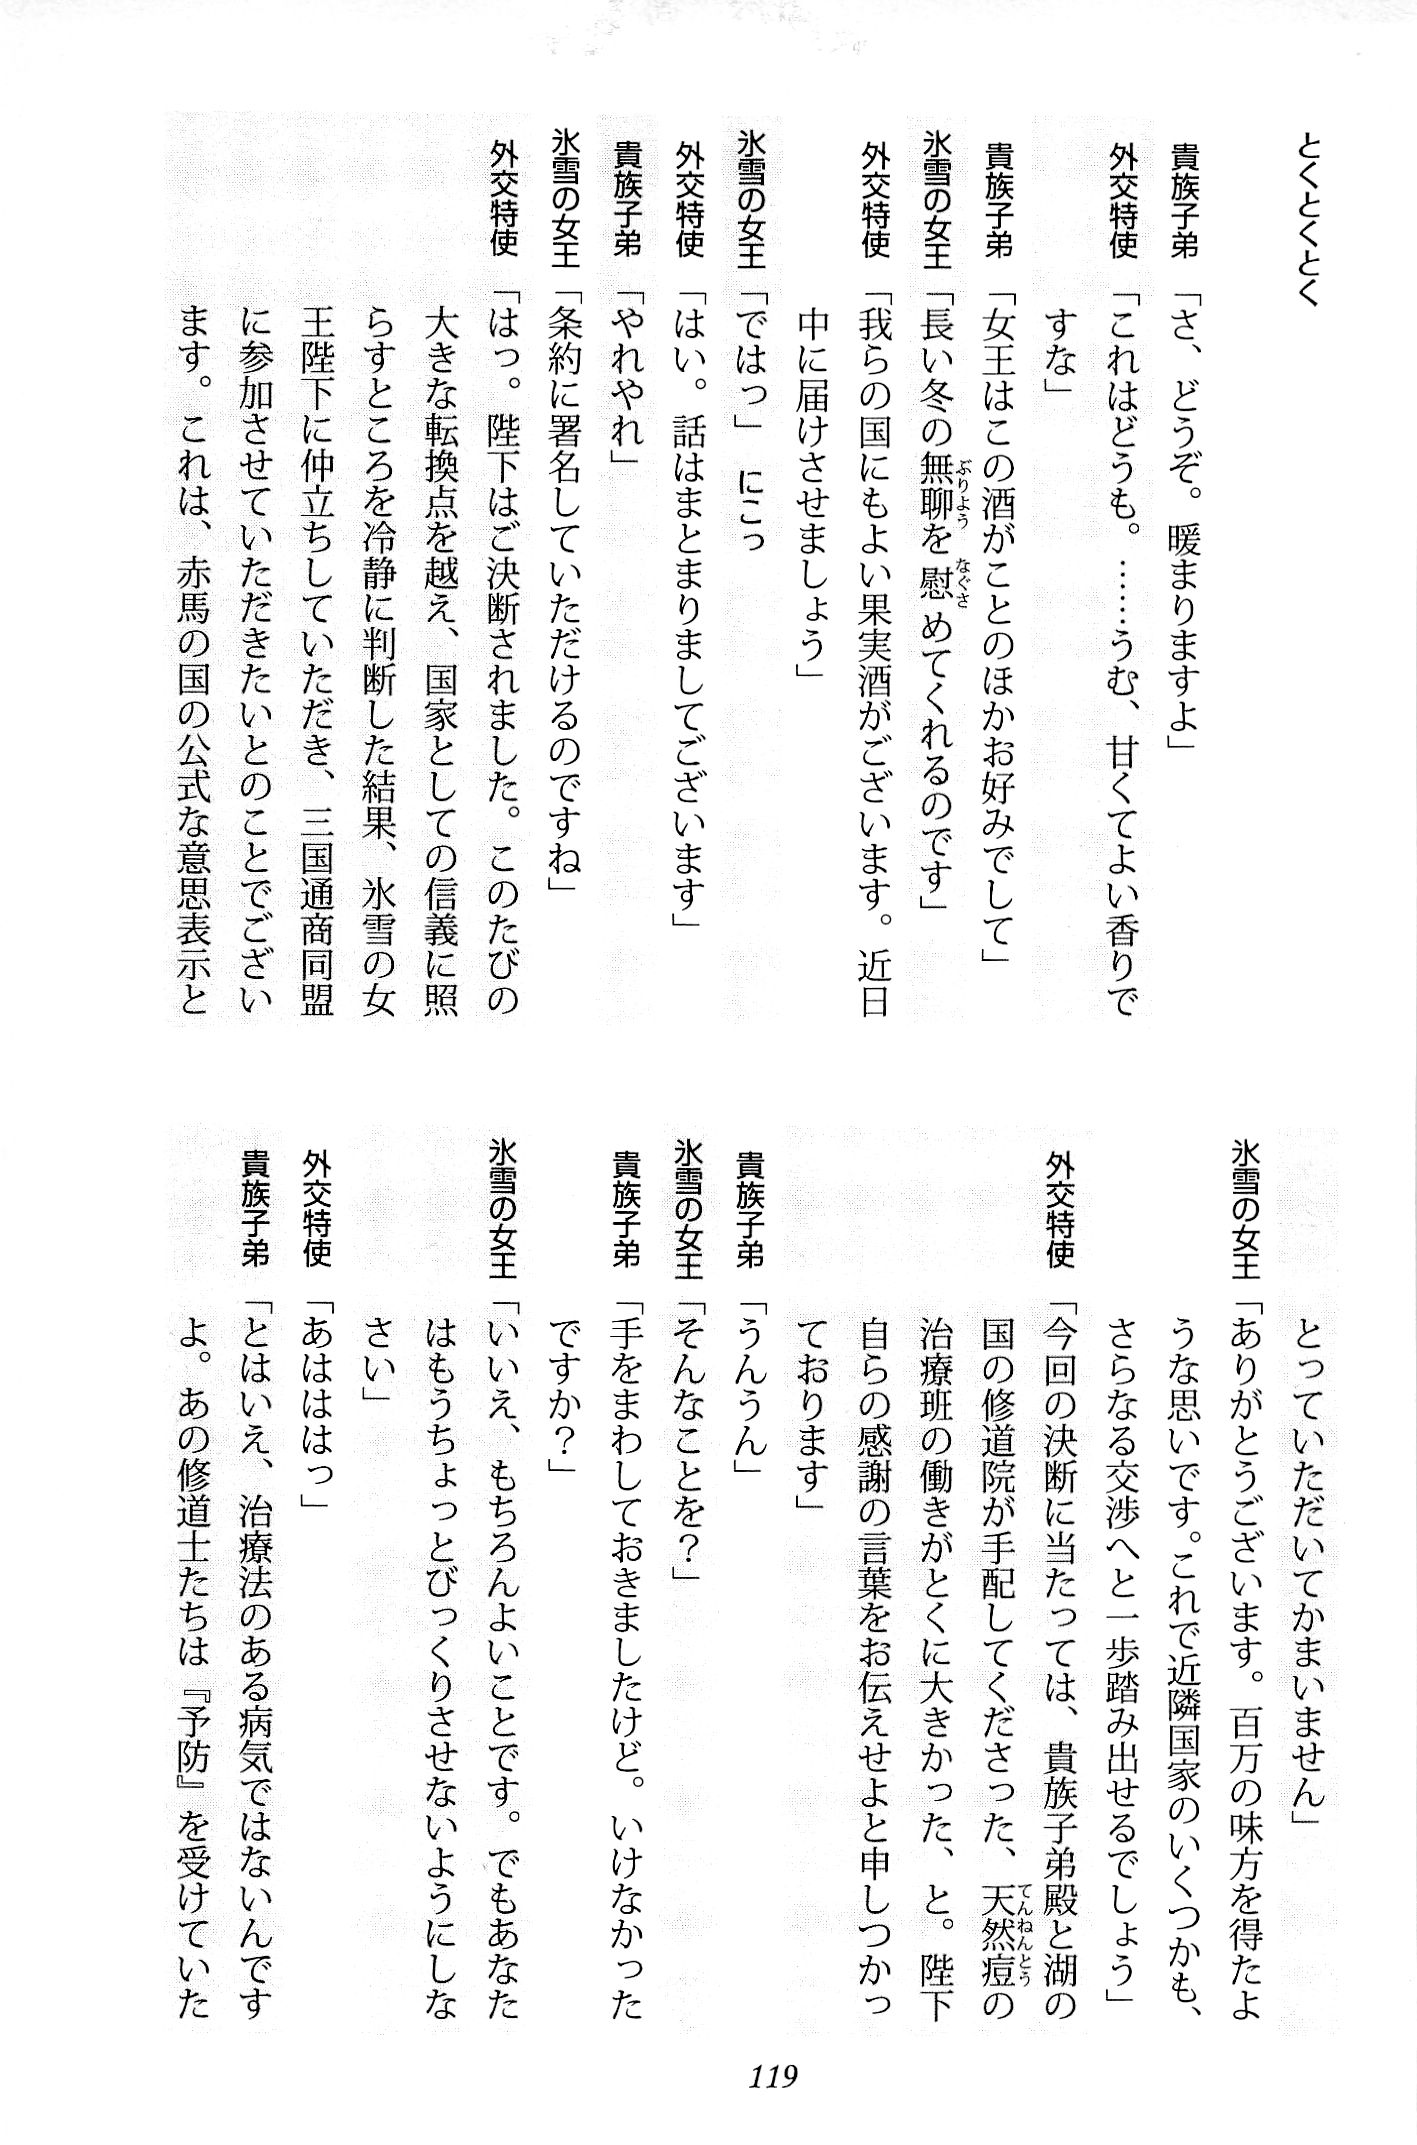 とくとくとく
貴族子弟「さ、どうぞ。暖まりますよ」
外交特使「これはどうも。……うむ、甘くてよい香りで
すな」
貴族子弟「女王はこの酒がことのほかお好みでして」
氷雪の女王「長い冬の無聊を慰めてくれるのです」
外交特使「我らの国にもよい果実酒がございます。近日
中に届けさせましょう」
氷雪の女王「ではっ」　にこっ
外交特使「はい。話はまとまりましてございます」
貴族子弟「やれやれ」
氷雪の女王「条約に署名していただけるのですね」
外交特使「はっ。陛下はご決断されました。このたびの
大きな転換点を越え、国家としての信義に照
らすところを冷静に判断した結果、氷雪の女
王陛下に仲立ちしていただき、三国通商同盟
に参加させていただきたいとのことでござい
ます。これは、赤馬の国の公式な意思表示と
とっていただいてかまいません」
氷雪の女王「ありがとうございます。百万の味方を得たよ
うな思いです。これで近隣国家のいくつかも、
さらなる交渉へと一歩踏み出せるでしょう」
外交特使「今回の決断に当たっては、貴族子弟殿と湖の
国の修道院が手配してくださった、天然痘の
治療班の働きがとくに大きかった、と。陛下
自らの感謝の言葉をお伝えせよと申しつかっ
ております」
貴族子弟「うんうん」
氷雪の女王「そんなことを？」
貴族子弟「手をまわしておきましたけど。いけなかった
ですか？」
氷雪の女王「いいえ、もちろんよいことです。でもあなた
はもうちょっとびっくりさせないようにしな
さい」
外交特使「あはははっ」
貴族子弟「とはいえ、治療法のある病気ではないんです
よ。あの修道士たちは『予防』を受けていた
119